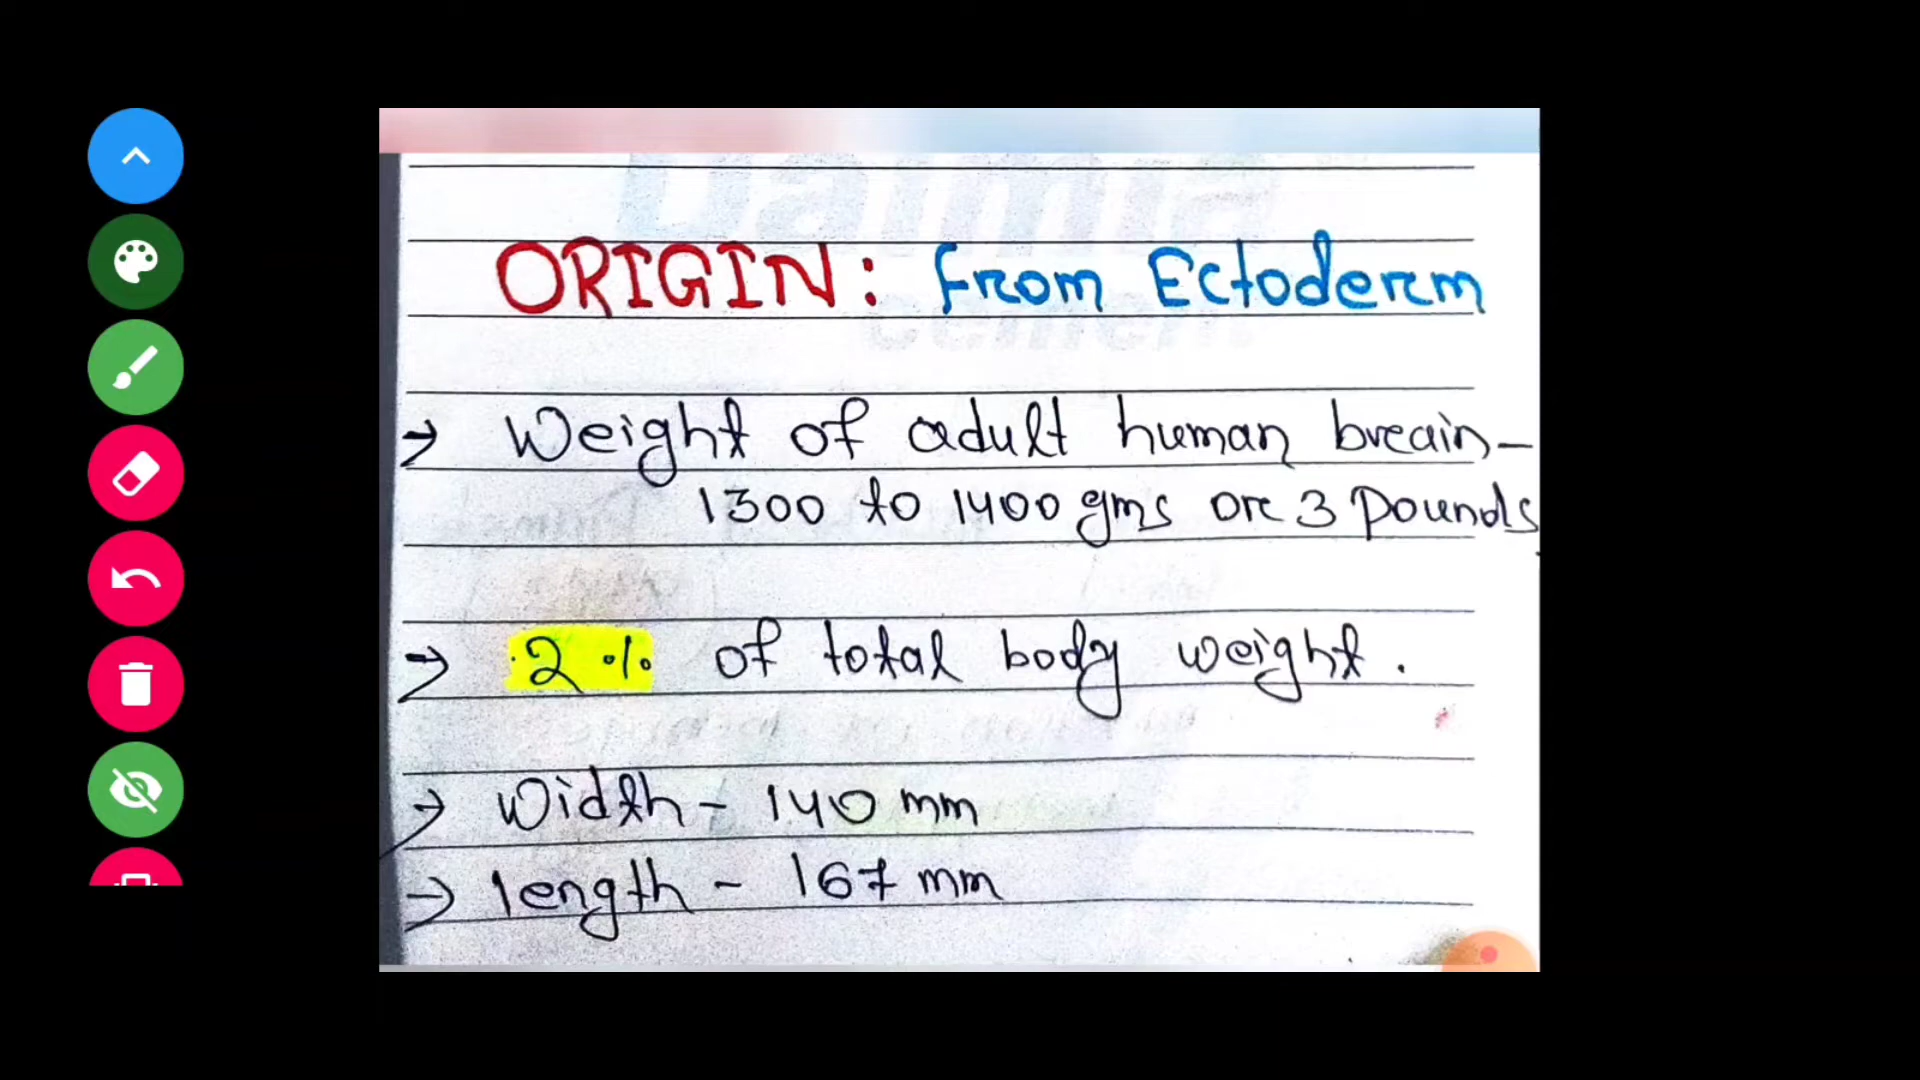 ORIGIN: From Ectoderm
→ Weight of adult human brain-
1300 to 1400 gms or 3 Pounds
→ 2% of total body weight.
→ Width - 140 mm
→ length - 167 mm